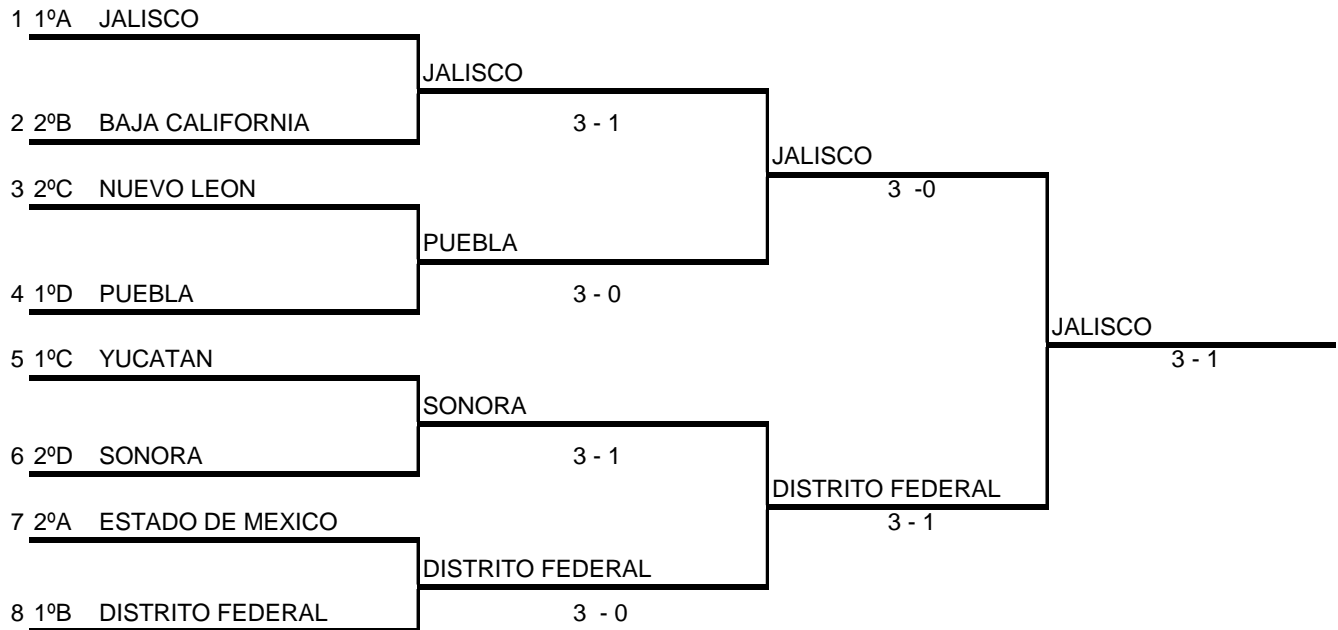 1 1ºA JALISCO
JALISCO
2 2ºB BAJA CALIFORNIA 3 - 1
JALISCO
3 2ºC NUEVO LEON 3 -0
PUEBLA
4 1ºD PUEBLA 3 - 0
JALISCO
5 1ºC YUCATAN 3 - 1
SONORA
6 2ºD SONORA 3 - 1
DISTRITO FEDERAL
7 2ºA ESTADO DE MEXICO 3 - 1
DISTRITO FEDERAL
8 1ºB DISTRITO FEDERAL 3 - 0